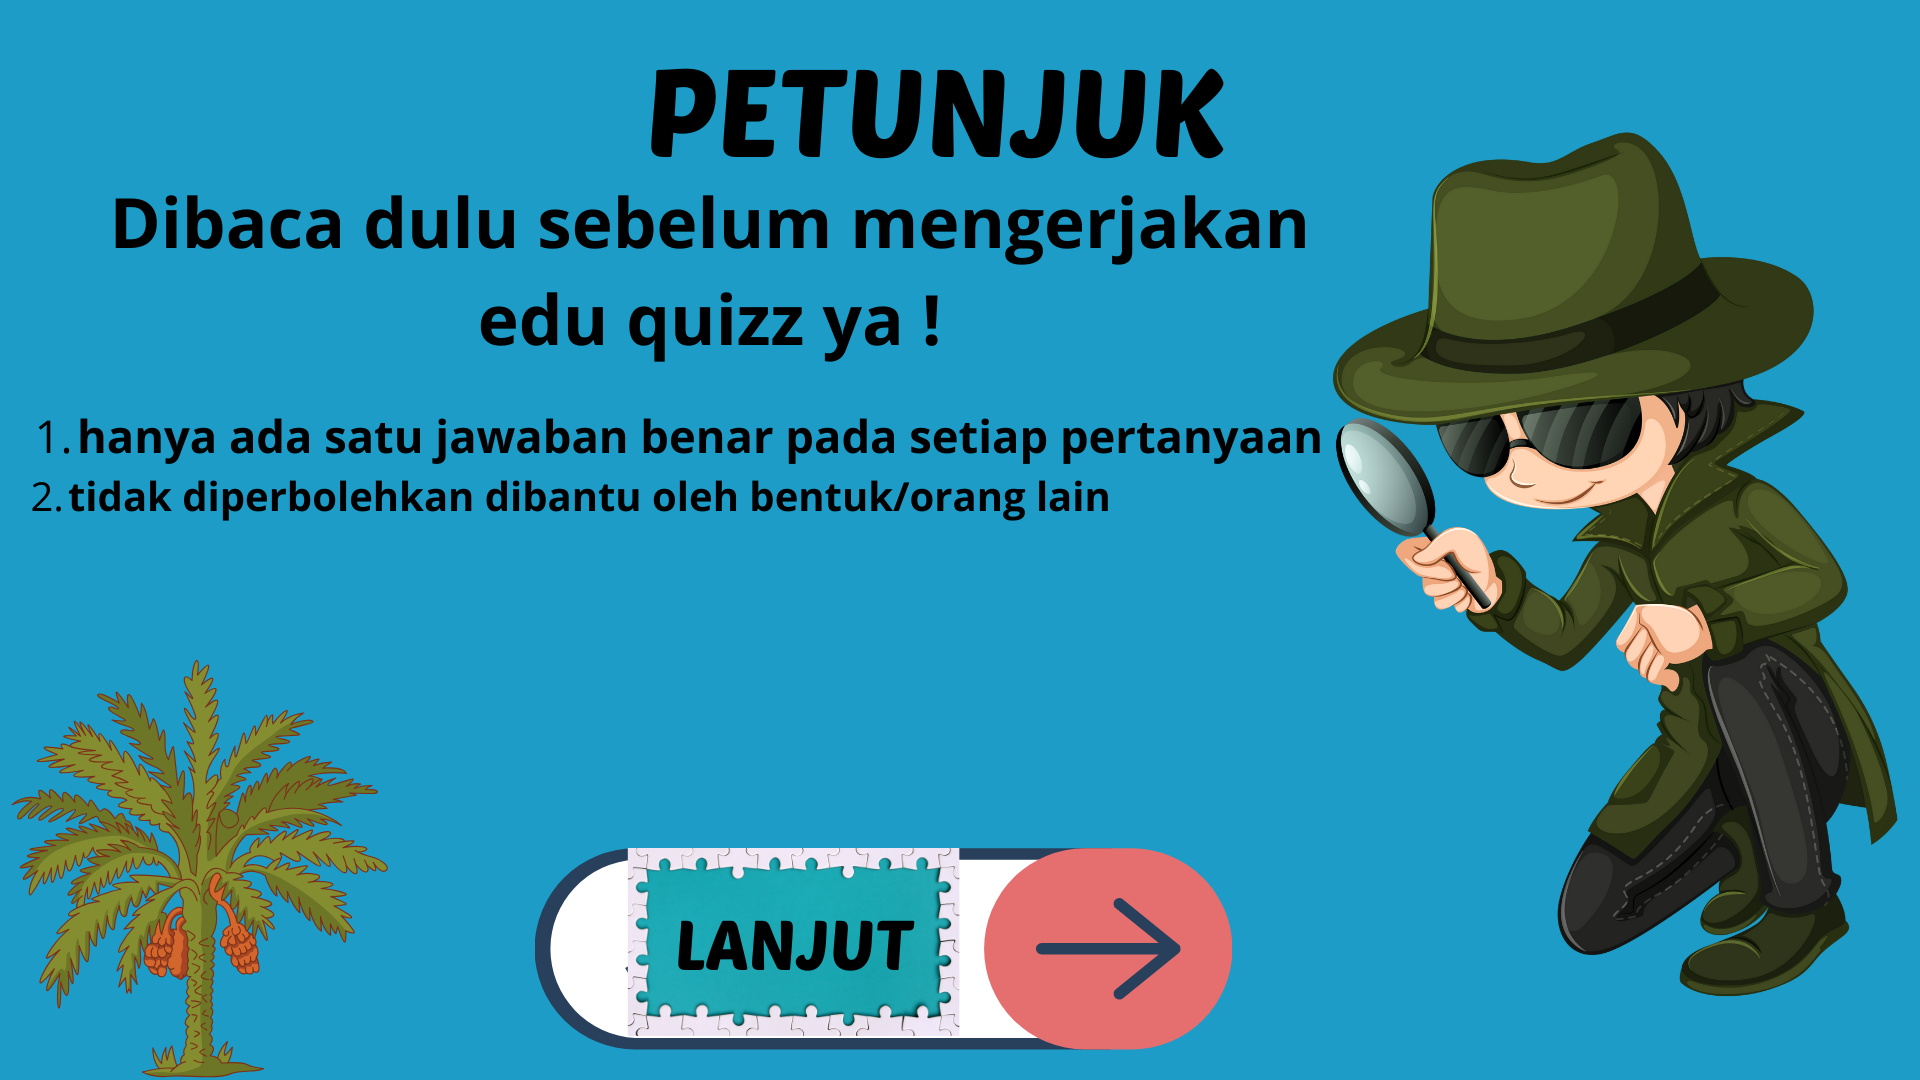 PETUNJUK
Dibaca dulu sebelum mengerjakan
edu quizz ya !
1. hanya ada satu jawaban benar pada setiap pertanyaan
2. tidak diperbolehkan dibantu oleh bentuk/orang lain
LANJUT